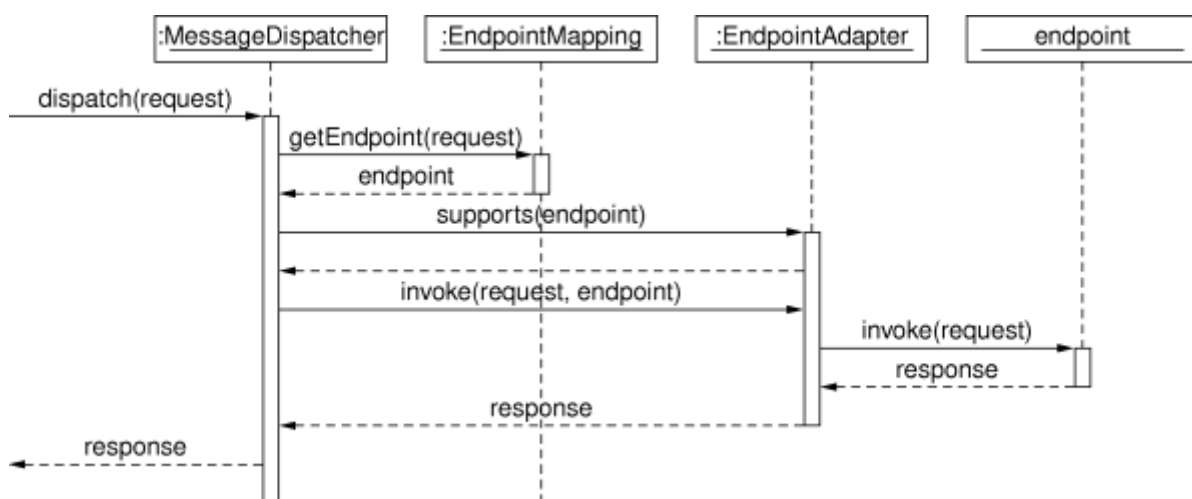 :MessageDispatcher
:EndpointMapping
:EndpointAdapter
endpoint
dispatch(request)
getEndpoint(request)
endpoint
supports(endpoint)
invoke(request, endpoint)
invoke(request)
response
response
response